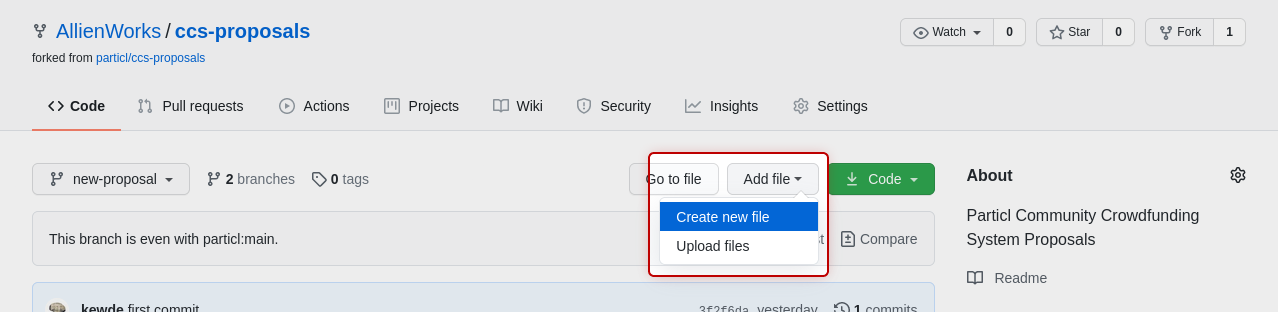 AllienWorks / ccs-proposals
Watch 0 Star 0 Fork 1
forked from particl/ccs-proposals
Code Pull requests Actions Projects Wiki Security Insights Settings
new-proposal 2 branches 0 tags Go to file Add file Code
About
Create new file
Upload files
This branch is even with particl:main.
Compare
Particl Community Crowdfunding
System Proposals
Readme
kewde first commit 3f2f6da yesterday 1 commits